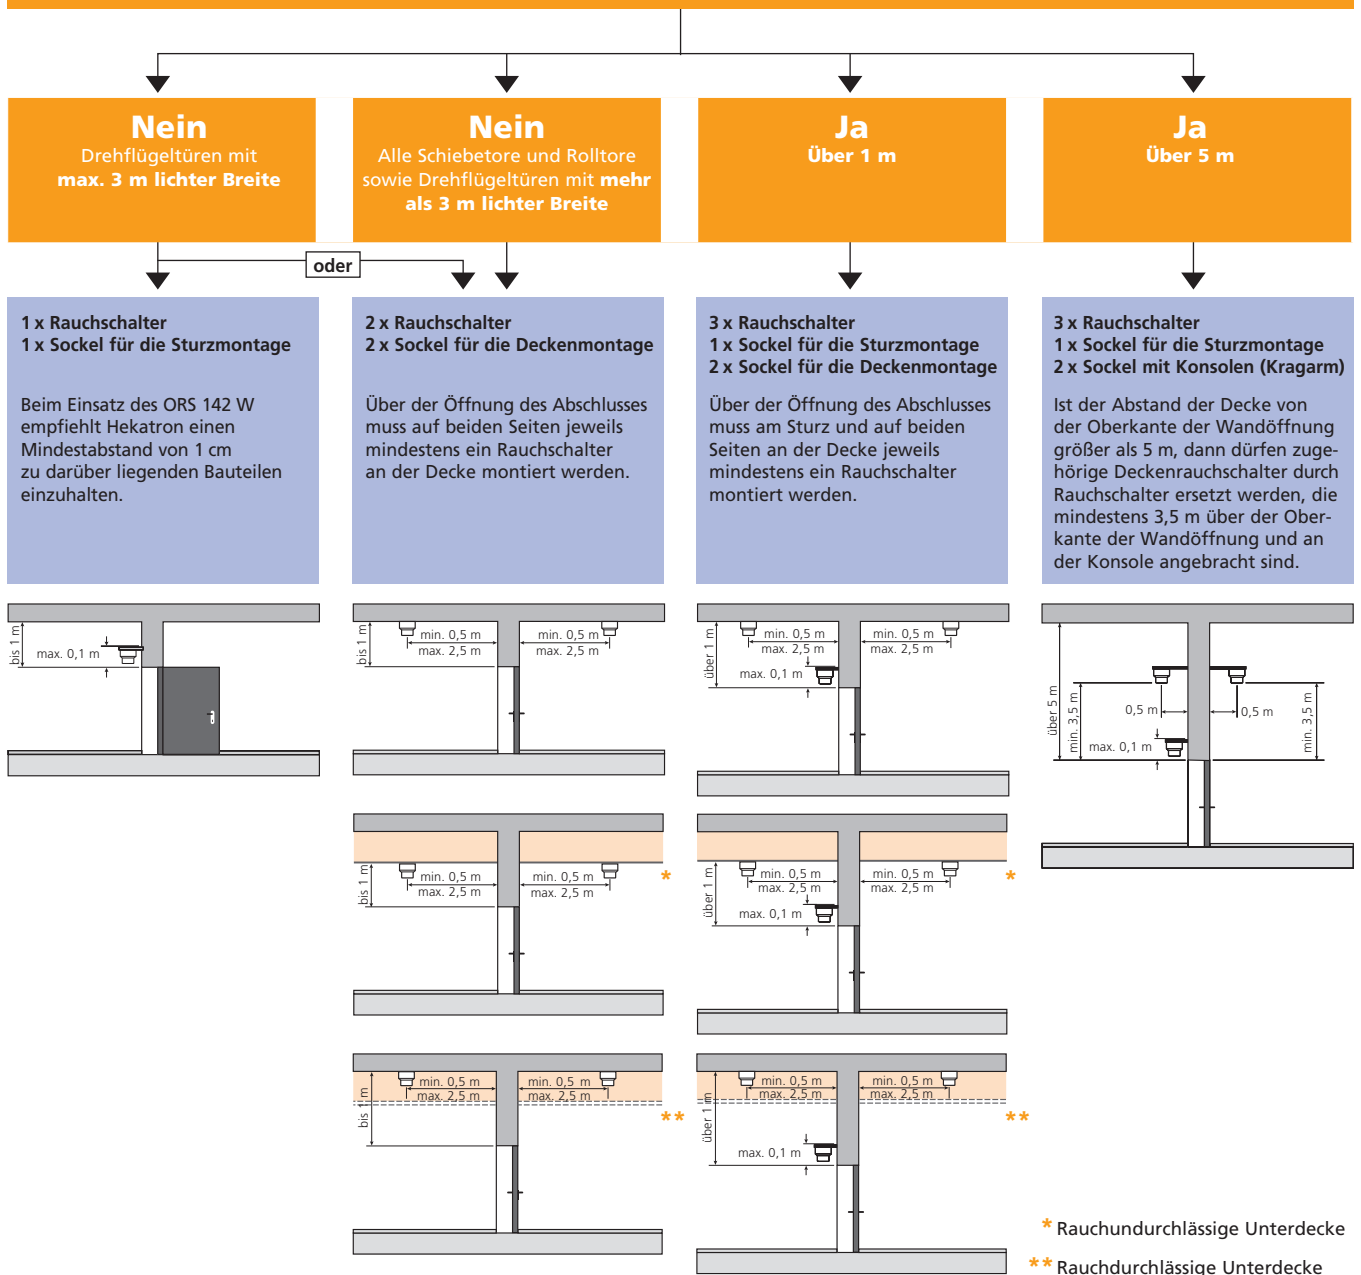 Nein
Drehflügeltüren mit
max. 3 m lichter Breite
Nein
Alle Schiebetore und Rolltore
sowie Drehflügeltüren mit mehr
als 3 m lichter Breite
Ja
Über 1 m
Ja
Über 5 m
oder
1 x Rauchschalter
1 x Sockel für die Sturzmontage
Beim Einsatz des ORS 142 W
empfiehlt Hekatron einen
Mindestabstand von 1 cm
zu darüber liegenden Bauteilen
einzuhalten.
2 x Rauchschalter
2 x Sockel für die Deckenmontage
Über der Öffnung des Abschlusses
muss auf beiden Seiten jeweils
mindestens ein Rauchschalter
an der Decke montiert werden.
3 x Rauchschalter
1 x Sockel für die Sturzmontage
2 x Sockel für die Deckenmontage
Über der Öffnung des Abschlusses
muss am Sturz und auf beiden
Seiten an der Decke jeweils
mindestens ein Rauchschalter
montiert werden.
3 x Rauchschalter
1 x Sockel für die Sturzmontage
2 x Sockel mit Konsolen (Kragarm)
Ist der Abstand der Decke von
der Oberkante der Wandöffnung
größer als 5 m, dann dürfen zuge-
hörige Deckenrauchschalter durch
Rauchschalter ersetzt werden, die
mindestens 3,5 m über der Ober-
kante der Wandöffnung und an
der Konsole angebracht sind.
bis 1 m
max. 0,1 m
bis 1 m
min. 0,5 m
max. 2,5 m
min. 0,5 m
max. 2,5 m
über 1 m
min. 0,5 m
max. 2,5 m
min. 0,5 m
max. 2,5 m
max. 0,1 m
über 5 m
min. 3,5 m
0,5 m
0,5 m
max. 0,1 m
min. 3,5 m
bis 1 m
min. 0,5 m
max. 2,5 m
min. 0,5 m
max. 2,5 m
*
über 1 m
min. 0,5 m
max. 2,5 m
min. 0,5 m
max. 2,5 m
max. 0,1 m
*
bis 1 m
min. 0,5 m
max. 2,5 m
min. 0,5 m
max. 2,5 m
**
über 1 m
min. 0,5 m
max. 2,5 m
min. 0,5 m
max. 2,5 m
max. 0,1 m
**
* Rauchundurchlässige Unterdecke
** Rauchdurchlässige Unterdecke